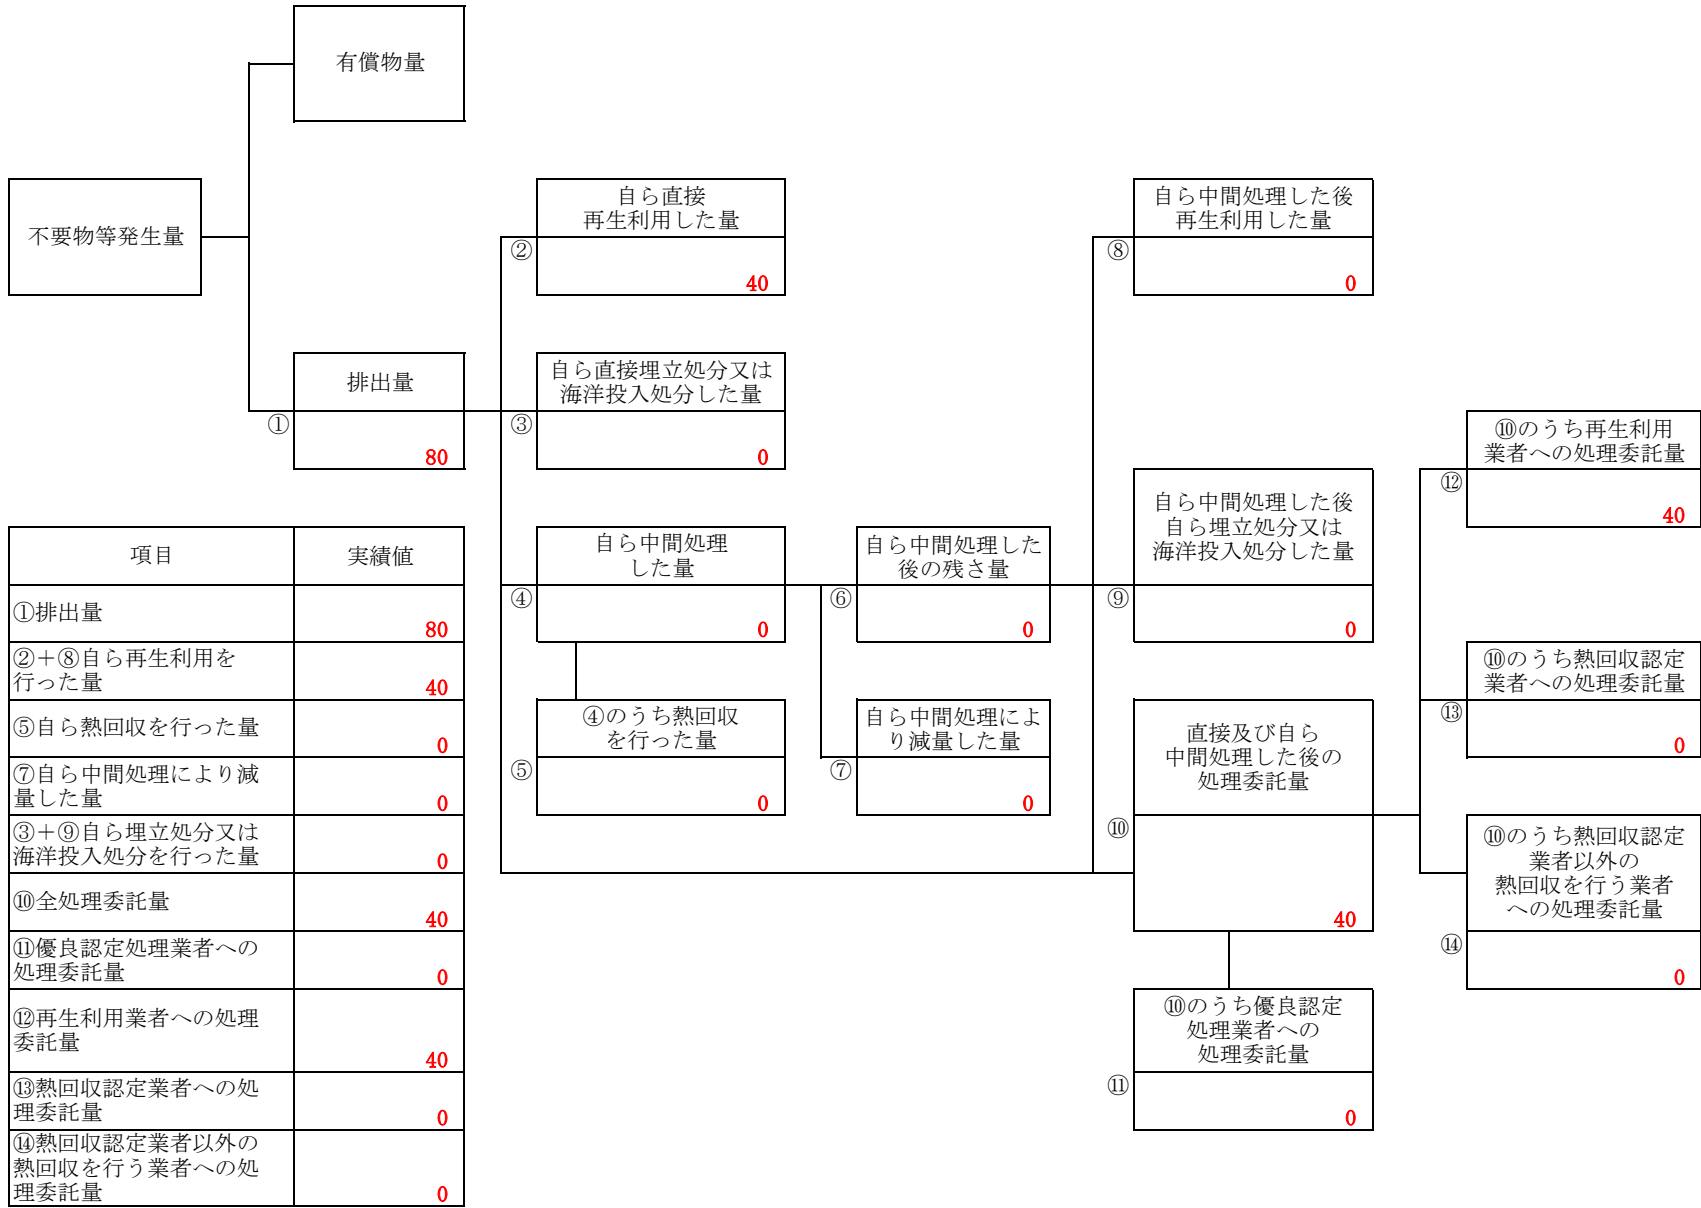 有償物量
不要物等発生量
自ら直接
再生利用した量
②
40
自ら中間処理した後
再生利用した量
⑧
0
排出量
①
80
自ら直接埋立処分又は
海洋投入処分した量
③
0
⑩のうち再生利用
業者への処理委託量
⑫
40
自ら中間処理
した量
④
0
自ら中間処理した
後の残さ量
⑥
0
自ら中間処理した後
自ら埋立処分又は
海洋投入処分した量
⑨
0
⑩のうち熱回収認定
業者への処理委託量
⑬
0
④のうち熱回収
を行った量
⑤
0
自ら中間処理によ
り減量した量
⑦
0
直接及び自ら
中間処理した後の
処理委託量
⑩
40
⑩のうち熱回収認定
業者以外の
熱回収を行う業者
への処理委託量
⑭
0
⑩のうち優良認定
処理業者への
処理委託量
⑪
0
項目 実績値
①排出量
80
②＋⑧自ら再生利用を
行った量
40
⑤自ら熱回収を行った量
0
⑦自ら中間処理により減
量した量
0
③＋⑨自ら埋立処分又は
海洋投入処分を行った量
0
⑩全処理委託量
40
⑪優良認定処理業者への
処理委託量
0
⑫再生利用業者への処理
委託量
40
⑬熱回収認定業者への処
理委託量
0
⑭熱回収認定業者以外の
熱回収を行う業者への処
理委託量
0